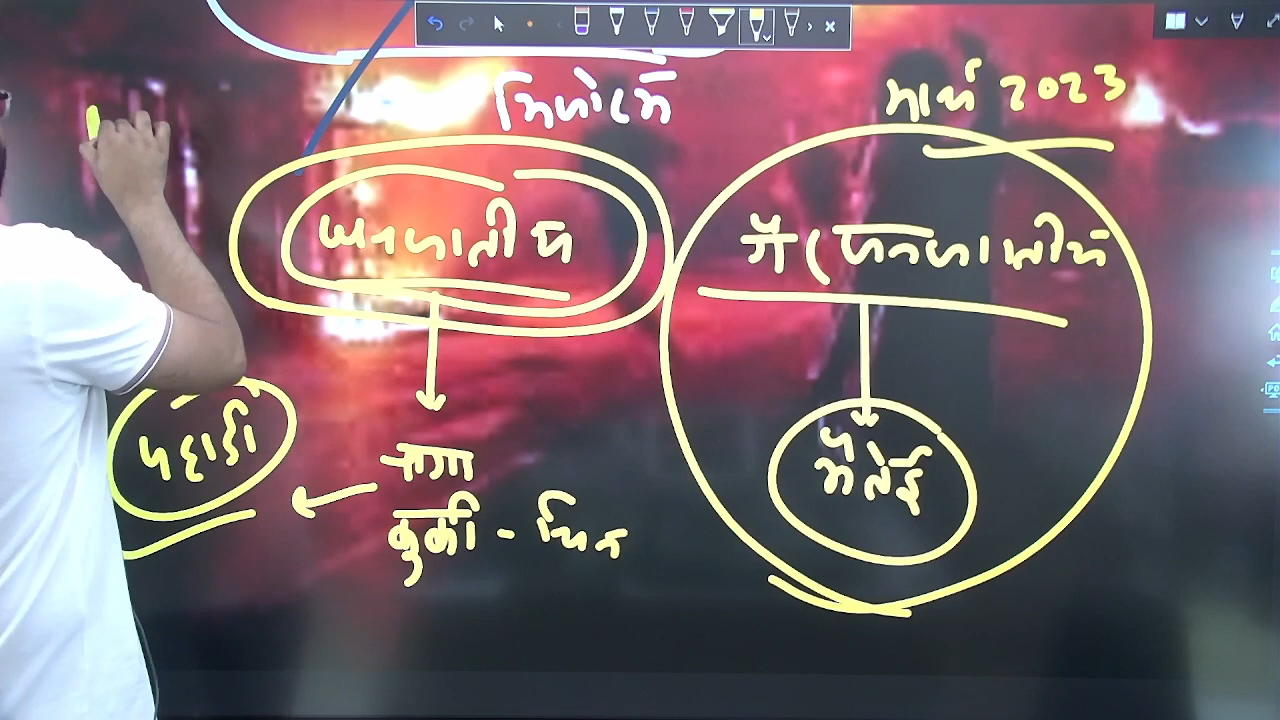 मार्च 2023
जनजातीय
गैर जनजातीय
पहाड़ी
नागा
कुकी - चिन
मैतेई